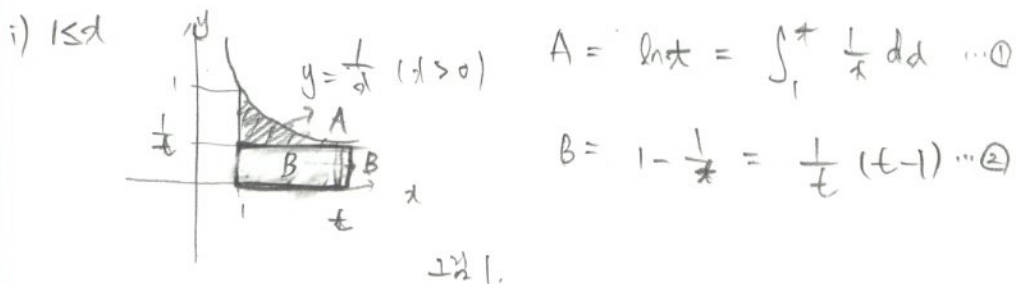 i) 1≤x
y
y = 1/x (x > 0)
1
A
1/t
B
B
x
1
t
그림 1.
A = ln t = ∫₁ᵗ 1/x dx ...①
B = 1 - 1/t = 1/t (t-1) ...②